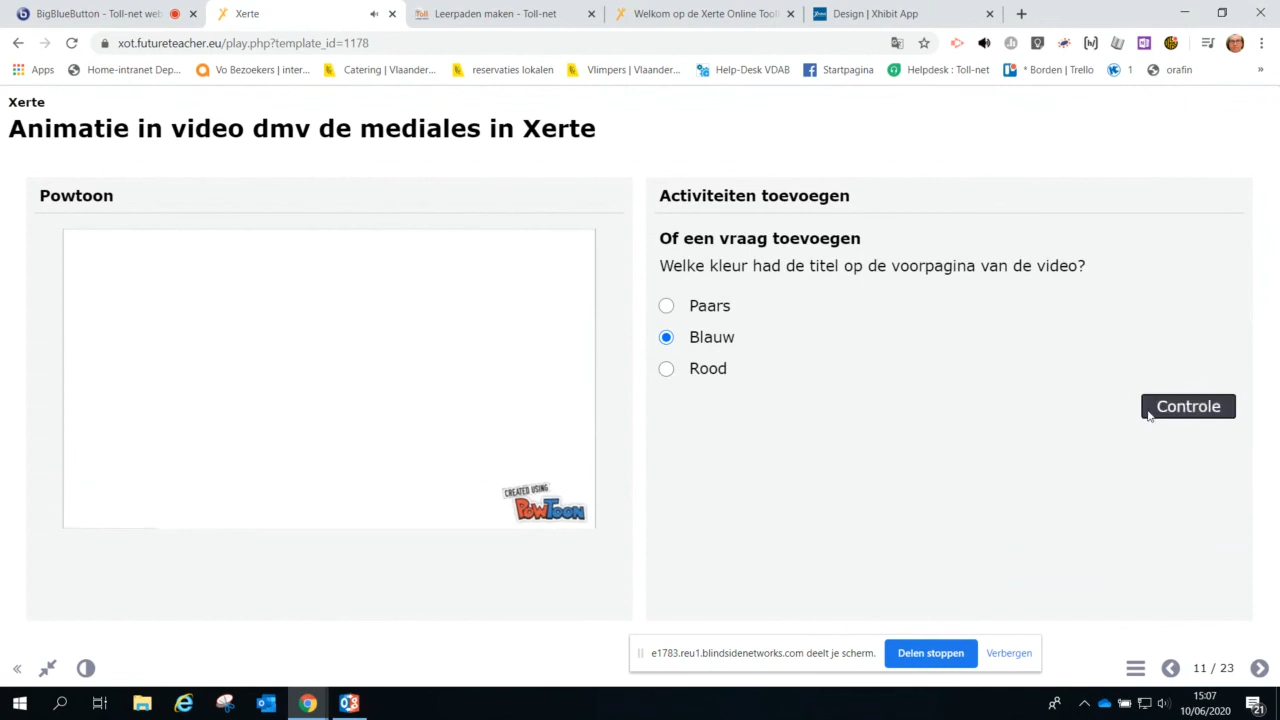 BigBlueButton - Toll-net web
Xerte
Leerpaden maken - Toll-net
Welkom op de Xerte Online Tool
Design | Xhibit App
xot.futureteacher.eu/play.php?template_id=1178
Apps
Home-intranet Dep...
Vo Bezoekers | inter...
Catering | Vlaander...
reservaties lokalen
Vlimpers | Vlaander...
Help-Desk VDAB
Startpagina
Helpdesk : Toll-net
* Borden | Trello
1
orafin
»
Xerte
Animatie in video dmv de mediales in Xerte
Powtoon
CREATED USING
POWTOON
Activiteiten toevoegen
Of een vraag toevoegen
Welke kleur had de titel op de voorpagina van de video?
Paars
Blauw
Rood
Controle
e1783.reu1.blindsidenetworks.com deelt je scherm.
Delen stoppen
Verbergen
«
11 / 23
15:07
10/06/2020
21